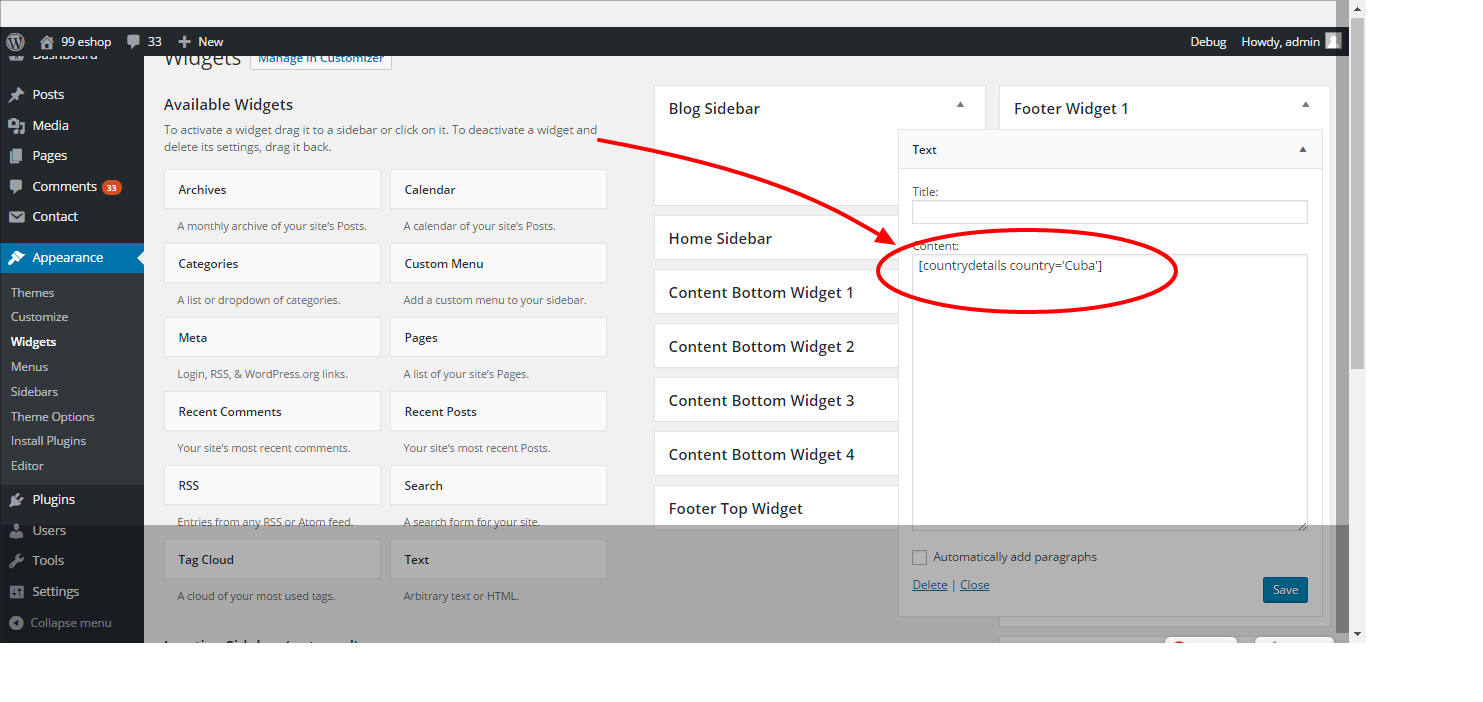 99 eshop 33 New Debug Howdy, admin
Dashboard
Posts
Media
Pages
Comments 33
Contact
Appearance
Themes
Customize
Widgets
Menus
Sidebars
Theme Options
Install Plugins
Editor
Plugins
Users
Tools
Settings
Collapse menu
Widgets Manage in Customizer
Available Widgets
To activate a widget drag it to a sidebar or click on it. To deactivate a widget and
delete its settings, drag it back.
Archives
A monthly archive of your site's Posts.
Calendar
A calendar of your site's Posts.
Categories
A list or dropdown of categories.
Custom Menu
Add a custom menu to your sidebar.
Meta
Login, RSS, & WordPress.org links.
Pages
A list of your site's Pages.
Recent Comments
Your site's most recent comments.
Recent Posts
Your site's most recent Posts.
RSS
Entries from any RSS or Atom feed.
Search
A search form for your site.
Tag Cloud
A cloud of your most used tags.
Text
Arbitrary text or HTML.
Blog Sidebar
Home Sidebar
Content Bottom Widget 1
Content Bottom Widget 2
Content Bottom Widget 3
Content Bottom Widget 4
Footer Top Widget
Footer Widget 1
Text
Title:
Content:
[countrydetails country='Cuba']
Automatically add paragraphs
Delete | Close
Save